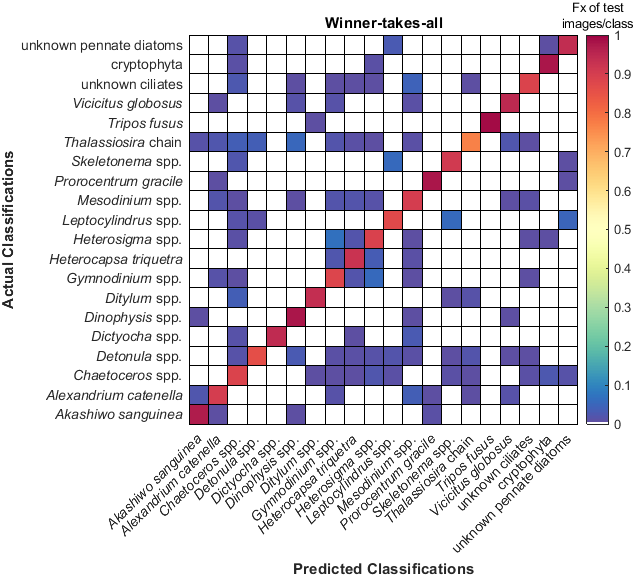 Winner-takes-all
Fx of test
images/class
unknown pennate diatoms
cryptophyta
unknown ciliates
Vicicitus globosus
Tripos fusus
Thalassiosira chain
Skeletonema spp.
Prorocentrum gracile
Mesodinium spp.
Leptocylindrus spp.
Heterosigma spp.
Heterocapsa triquetra
Gymnodinium spp.
Ditylum spp.
Dinophysis spp.
Dictyocha spp.
Detonula spp.
Chaetoceros spp.
Alexandrium catenella
Akashiwo sanguinea
Actual Classifications
1
0.9
0.8
0.7
0.6
0.5
0.4
0.3
0.2
0.1
0
Akashiwo sanguinea
Alexandrium catenella
Chaetoceros spp.
Detonula spp.
Dictyocha spp.
Dinophysis spp.
Ditylum spp.
Gymnodinium spp.
Heterocapsa triquetra
Heterosigma spp.
Leptocylindrus spp.
Mesodinium spp.
Prorocentrum gracile
Skeletonema spp.
Thalassiosira chain
Tripos fusus
Vicicitus globosus
unknown ciliates
cryptophyta
unknown pennate diatoms
Predicted Classifications